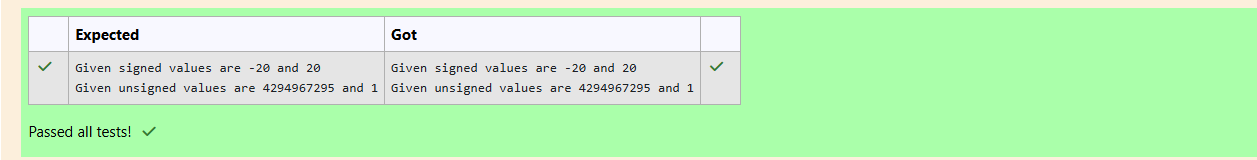 Expected Got
Given signed values are -20 and 20 Given signed values are -20 and 20
Given unsigned values are 4294967295 and 1 Given unsigned values are 4294967295 and 1
Passed all tests!